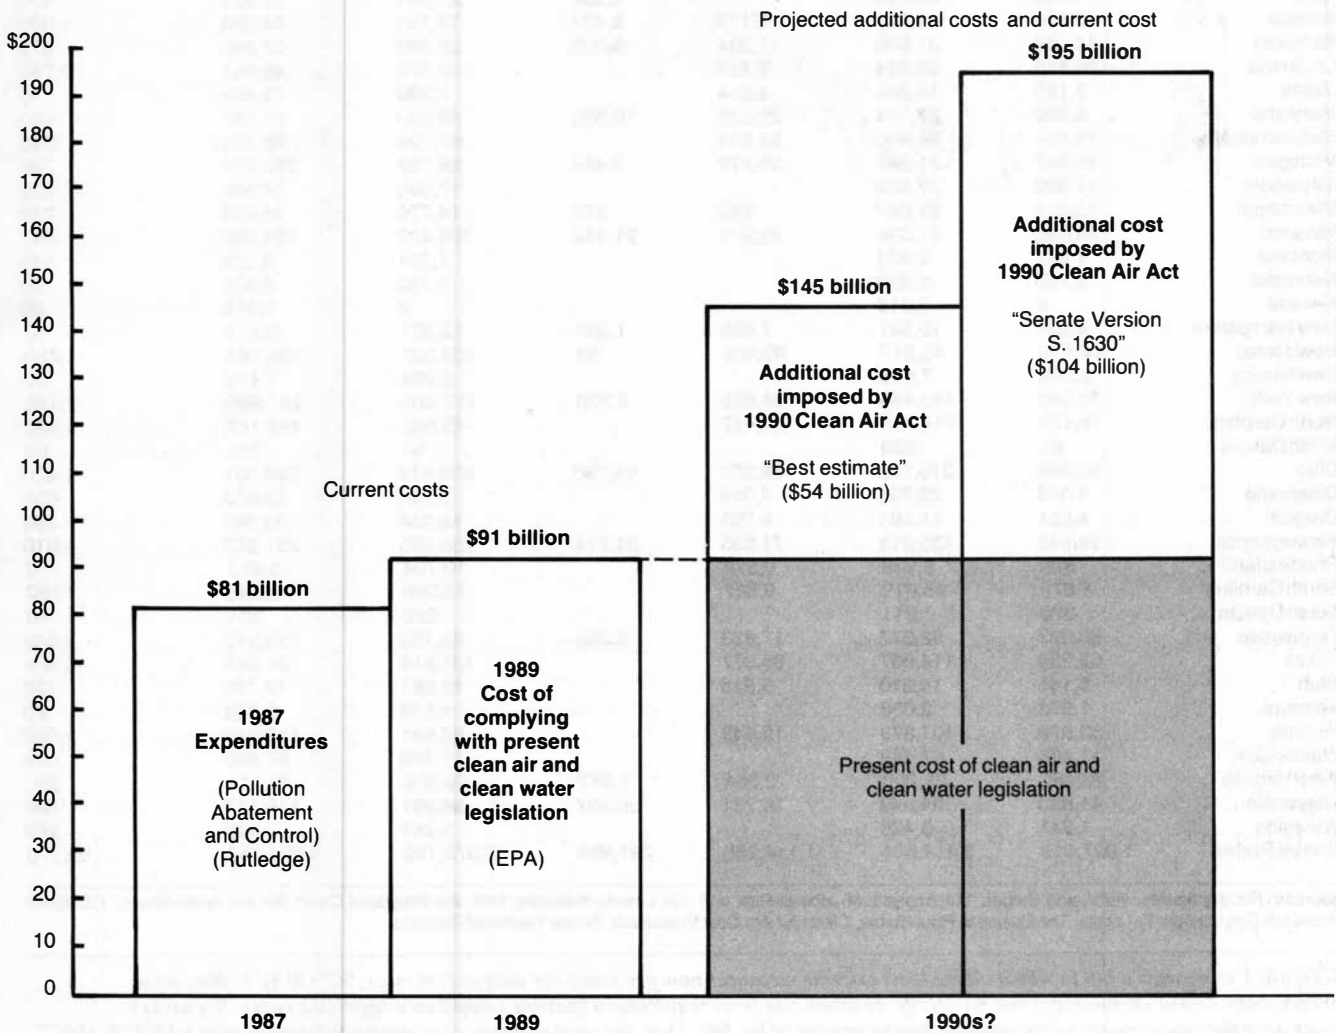 Projected additional costs and current cost
$200
190
180
170
160
150
140
130
120
110
100
90
80
70
60
50
40
30
20
10
0
Current costs
$81 billion
1987
Expenditures
(Pollution
Abatement
and Control)
(Rutledge)
$91 billion
1989
Cost of
complying
with present
clean air and
clean water
legislation
(EPA)
$145 billion
Additional cost
imposed by
1990 Clean Air Act
“Best estimate”
($54 billion)
$195 billion
Additional cost
imposed by
1990 Clean Air Act
“Senate Version
S. 1630”
($104 billion)
Present cost of clean air and
clean water legislation
1987
1989
1990s?